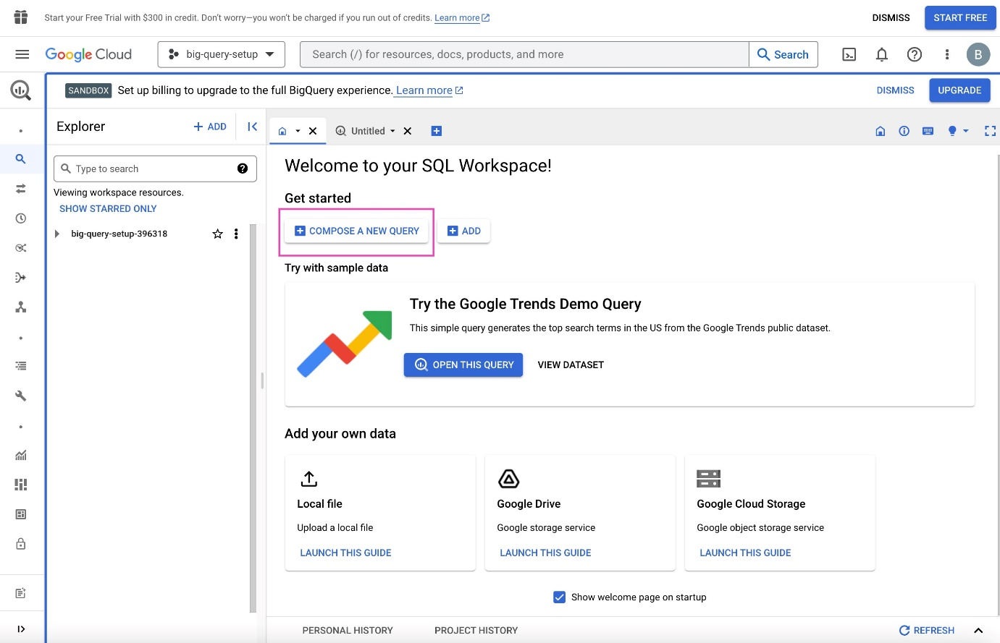 Start your Free Trial with $300 in credit. Don't worry—you won't be charged if you run out of credits. Learn more
DISMISS
START FREE
Google Cloud
big-query-setup
Search (/) for resources, docs, products, and more
Search
B
SANDBOX Set up billing to upgrade to the full BigQuery experience. Learn more
DISMISS
UPGRADE
Explorer
+ ADD
Untitled
Type to search
Viewing workspace resources.
SHOW STARRED ONLY
big-query-setup-396318
Welcome to your SQL Workspace!
Get started
COMPOSE A NEW QUERY
ADD
Try with sample data
Try the Google Trends Demo Query
This simple query generates the top search terms in the US from the Google Trends public dataset.
OPEN THIS QUERY
VIEW DATASET
Add your own data
Local file
Upload a local file
LAUNCH THIS GUIDE
Google Drive
Google storage service
LAUNCH THIS GUIDE
Google Cloud Storage
Google object storage service
LAUNCH THIS GUIDE
Show welcome page on startup
PERSONAL HISTORY
PROJECT HISTORY
REFRESH